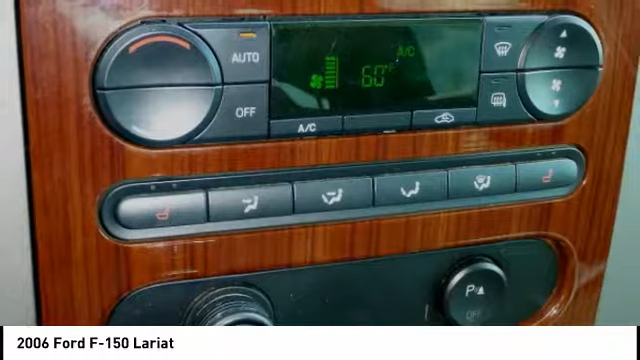 AUTO
OFF
A/C
60°F
A/C
P
OFF
2006 Ford F-150 Lariat